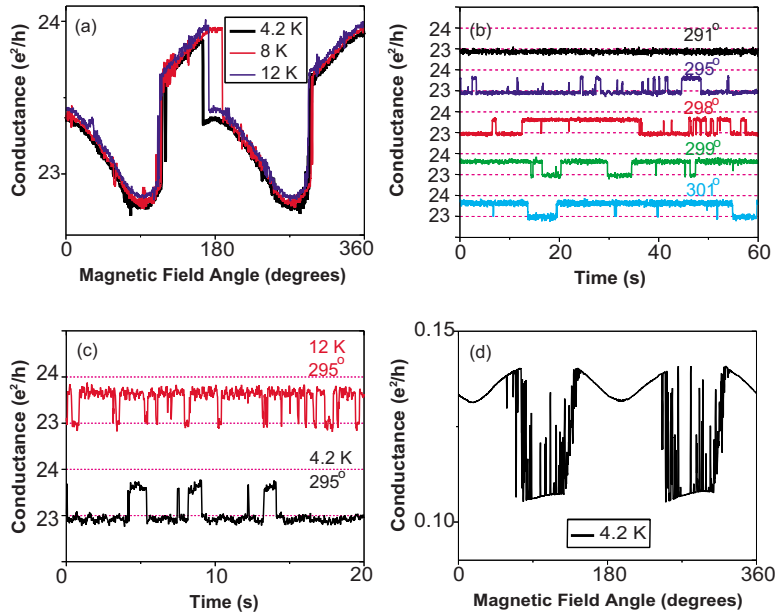 (a)
4.2 K
8 K
12 K
Conductance (e²/h)
24
23
0
180
360
Magnetic Field Angle (degrees)
(b)
291°
295°
298°
299°
301°
Conductance (e²/h)
24
23
24
23
24
23
24
23
24
23
0
20
40
60
Time (s)
(c)
12 K
295°
4.2 K
295°
Conductance (e²/h)
24
23
24
23
0
10
20
Time (s)
(d)
4.2 K
Conductance (e²/h)
0.15
0.10
0
180
360
Magnetic Field Angle (degrees)